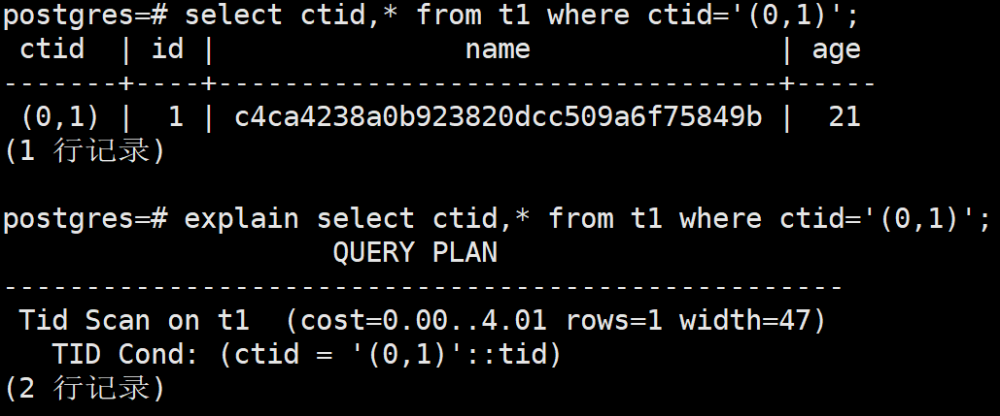 postgres=# select ctid,* from t1 where ctid='(0,1)';
 ctid  | id |               name               | age
-------+----+----------------------------------+-----
 (0,1) |  1 | c4ca4238a0b923820dcc509a6f75849b |  21
(1 行记录)

postgres=# explain select ctid,* from t1 where ctid='(0,1)';
                    QUERY PLAN
---------------------------------------------------
 Tid Scan on t1  (cost=0.00..4.01 rows=1 width=47)
   TID Cond: (ctid = '(0,1)'::tid)
(2 行记录)